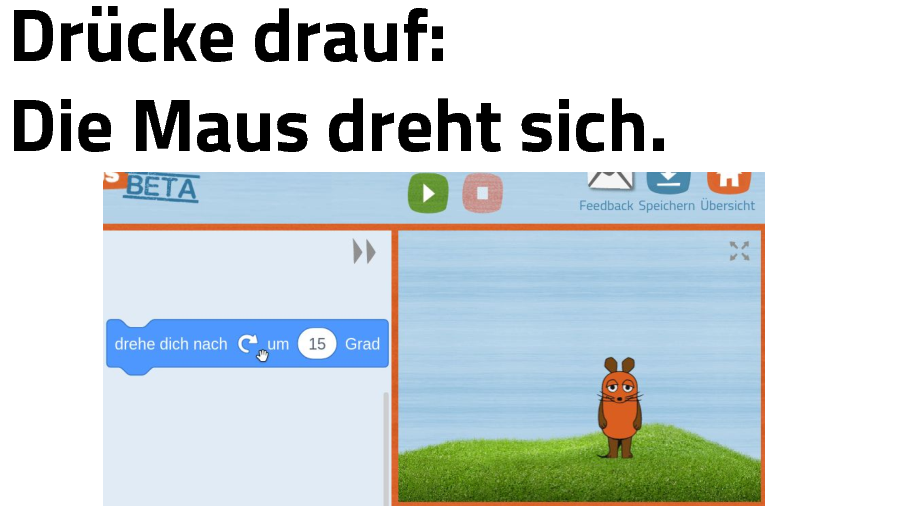 Drücke drauf:
Die Maus dreht sich.
S
BETA
Feedback Speichern Übersicht
drehe dich nach um 15 Grad